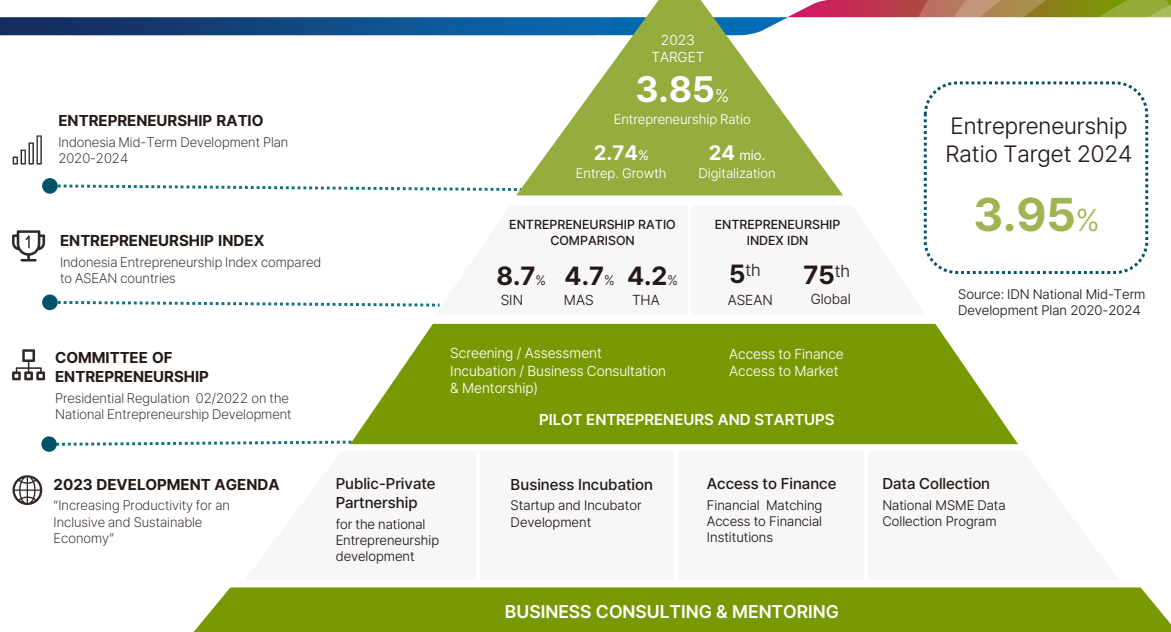 2023
TARGET
3.85%
Entrepreneurship Ratio
2.74%
Entrep. Growth
24 mio.
Digitalization
ENTREPRENEURSHIP RATIO
Indonesia Mid-Term Development Plan
2020-2024
Entrepreneurship
Ratio Target 2024
3.95%
Source: IDN National Mid-Term
Development Plan 2020-2024
1
ENTREPRENEURSHIP INDEX
Indonesia Entrepreneurship Index compared
to ASEAN countries
ENTREPRENEURSHIP RATIO
COMPARISON
8.7% 4.7% 4.2%
SIN MAS THA
ENTREPRENEURSHIP
INDEX IDN
5th 75th
ASEAN Global
COMMITTEE OF
ENTREPRENEURSHIP
Presidential Regulation 02/2022 on the
National Entrepreneurship Development
Screening / Assessment
Incubation / Business Consultation
& Mentorship)
Access to Finance
Access to Market
PILOT ENTREPRENEURS AND STARTUPS
2023 DEVELOPMENT AGENDA
"Increasing Productivity for an
Inclusive and Sustainable
Economy"
Public-Private
Partnership
for the national
Entrepreneurship
development
Business Incubation
Startup and Incubator
Development
Access to Finance
Financial Matching
Access to Financial
Institutions
Data Collection
National MSME Data
Collection Program
BUSINESS CONSULTING & MENTORING